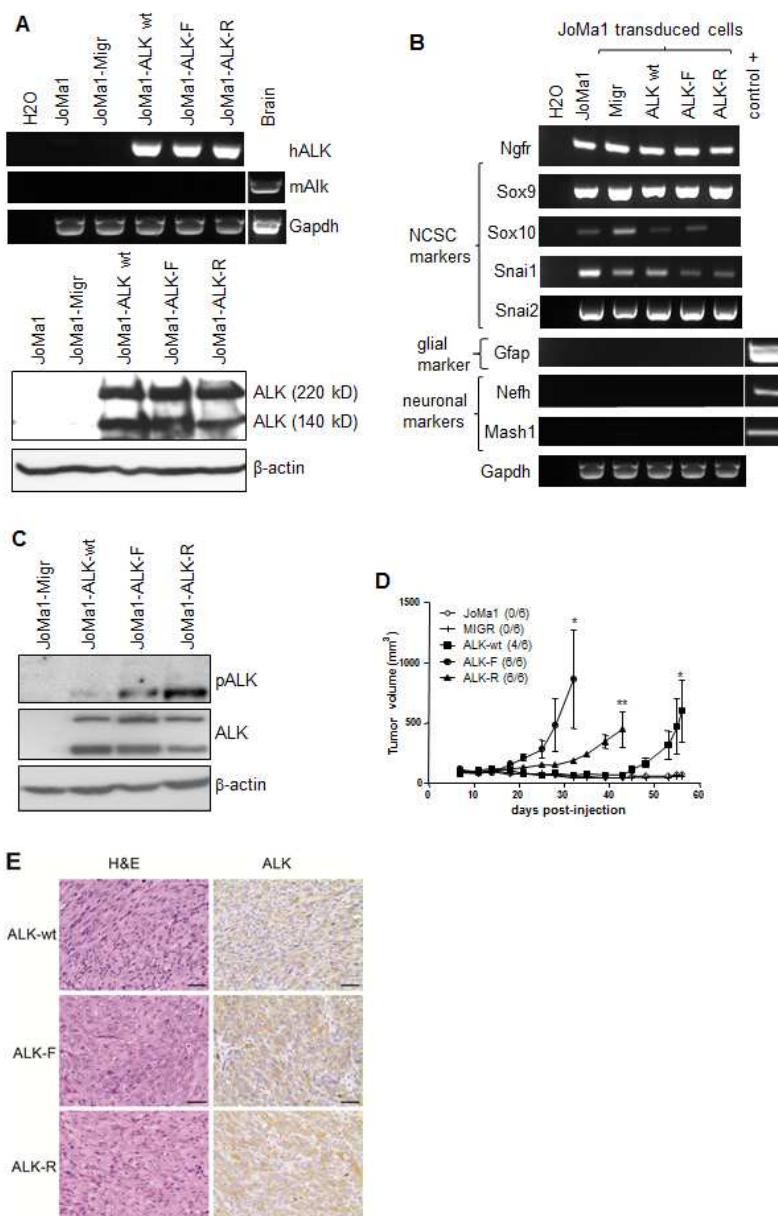 A
H2O
JoMa1
JoMa1-Migr
JoMa1-ALK wt
JoMa1-ALK-F
JoMa1-ALK-R
Brain
hALK
mAlk
Gapdh
JoMa1
JoMa1-Migr
JoMa1-ALK wt
JoMa1-ALK-F
JoMa1-ALK-R
ALK (220 kD)
ALK (140 kD)
β-actin
B
JoMa1 transduced cells
H2O
JoMa1
Migr
ALK wt
ALK-F
ALK-R
control +
Ngfr
NCSC
markers
Sox9
Sox10
Snai1
Snai2
glial
marker
Gfap
neuronal
markers
Nefh
Mash1
Gapdh
C
JoMa1-Migr
JoMa1-ALK-wt
JoMa1-ALK-F
JoMa1-ALK-R
pALK
ALK
β-actin
D
JoMa1 (0/6)
MIGR (0/6)
ALK-wt (4/6)
ALK-F (6/6)
ALK-R (6/6)
Tumor volume (mm³)
1500
1000
500
0
* ** *
0 10 20 30 40 50 60
days post-injection
E
H&E ALK
ALK-wt
ALK-F
ALK-R